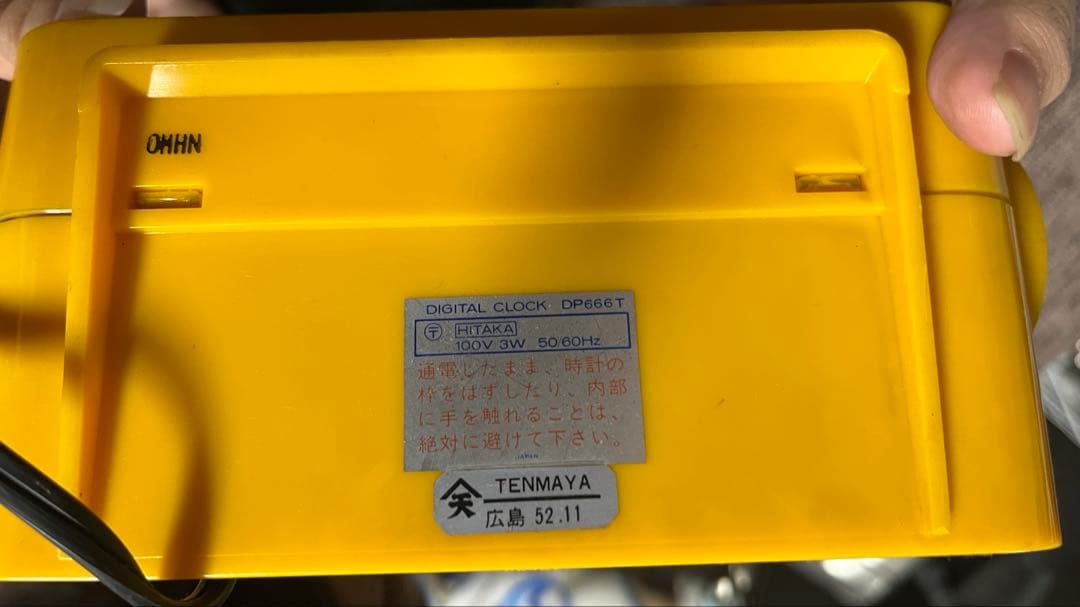 OMHN
DIGITAL CLOCK DP666T
〒 HITAKA
100V 3W 50/60Hz
通電したまま、時計の
枠をはずしたり、内部
に手を触れることは、
絶対に避けて下さい。
JAPAN
天 TENMAYA
広島 52.11